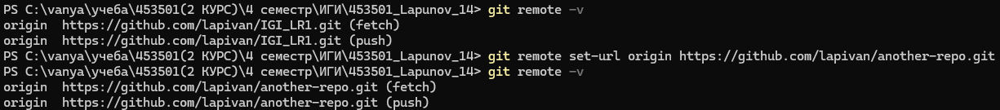 PS C:\vanya\учеба\453501(2 КУРС)\4 семестр\ИГИ\453501_Lapunov_14> git remote -v
origin  https://github.com/lapivan/IGI_LR1.git (fetch)
origin  https://github.com/lapivan/IGI_LR1.git (push)
PS C:\vanya\учеба\453501(2 КУРС)\4 семестр\ИГИ\453501_Lapunov_14> git remote set-url origin https://github.com/lapivan/another-repo.git
PS C:\vanya\учеба\453501(2 КУРС)\4 семестр\ИГИ\453501_Lapunov_14> git remote -v
origin  https://github.com/lapivan/another-repo.git (fetch)
origin  https://github.com/lapivan/another-repo.git (push)